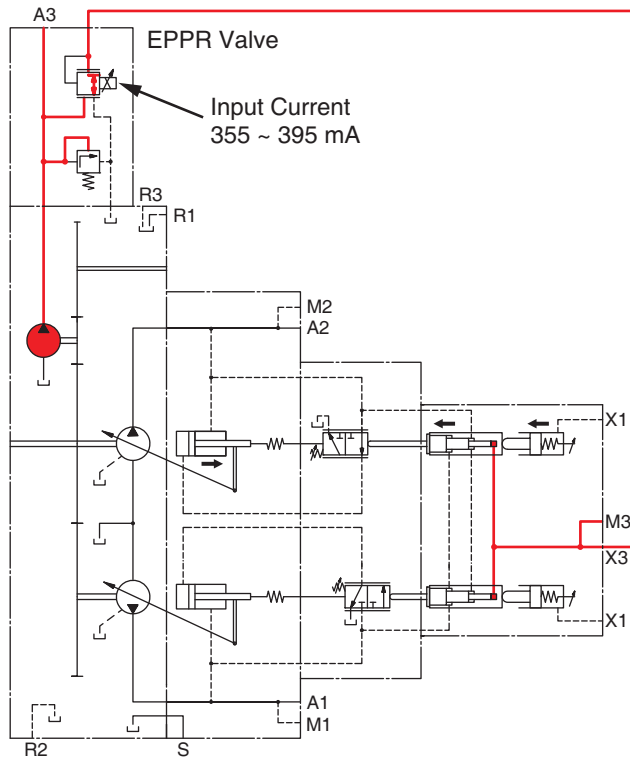 A3
EPPR Valve
Input Current
355 ~ 395 mA
R3
R1
M2
A2
X1
M3
X3
X1
A1
M1
R2
S